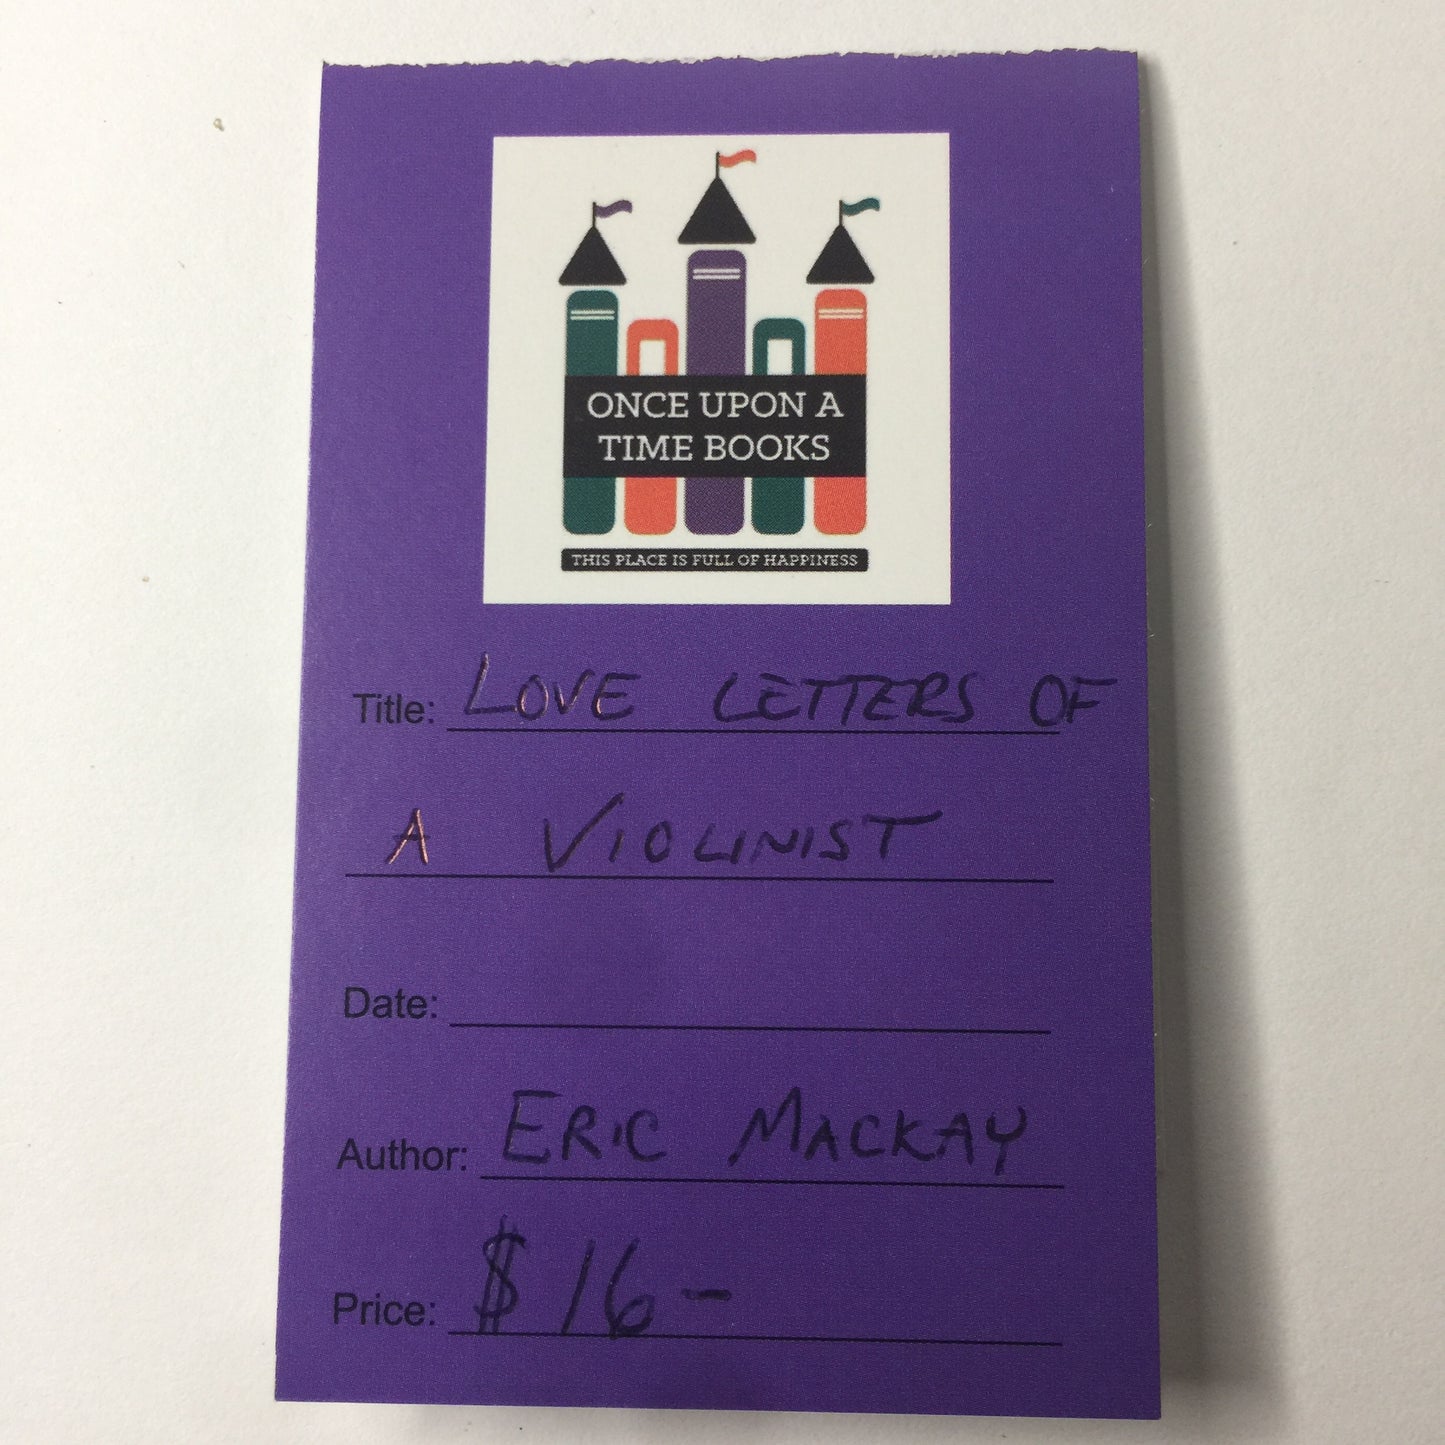 ONCE UPON A
TIME BOOKS
THIS PLACE IS FULL OF HAPPINESS
Title: LOVE LETTERS OF
A VIOLINIST
Date:
Author: ERIC MACKAY
Price: $16-